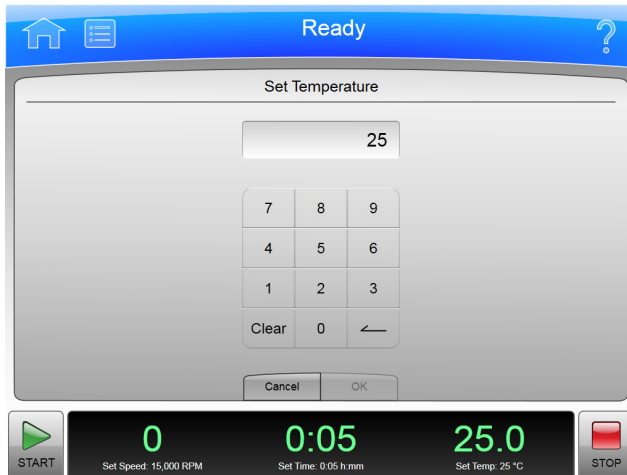 Ready
?
Set Temperature
25
7 8 9
4 5 6
1 2 3
Clear 0
Cancel OK
0 0:05 25.0
START Set Speed: 15,000 RPM Set Time: 0:05 h:mm Set Temp: 25 °C STOP